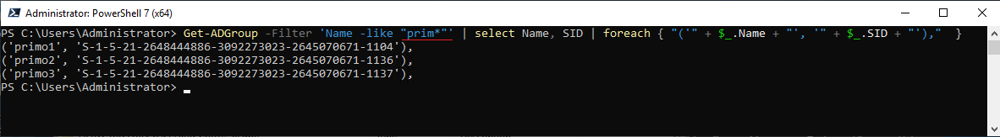 Administrator: PowerShell 7 (x64)
PS C:\Users\Administrator> Get-ADGroup -Filter 'Name -like "prim*"' | select Name, SID | foreach { "('" + $_.Name + "', '" + $_.SID + "'),"  }
('primo1', 'S-1-5-21-2648444886-3092273023-2645070671-1104'),
('primo2', 'S-1-5-21-2648444886-3092273023-2645070671-1136'),
('primo3', 'S-1-5-21-2648444886-3092273023-2645070671-1137'),
PS C:\Users\Administrator>